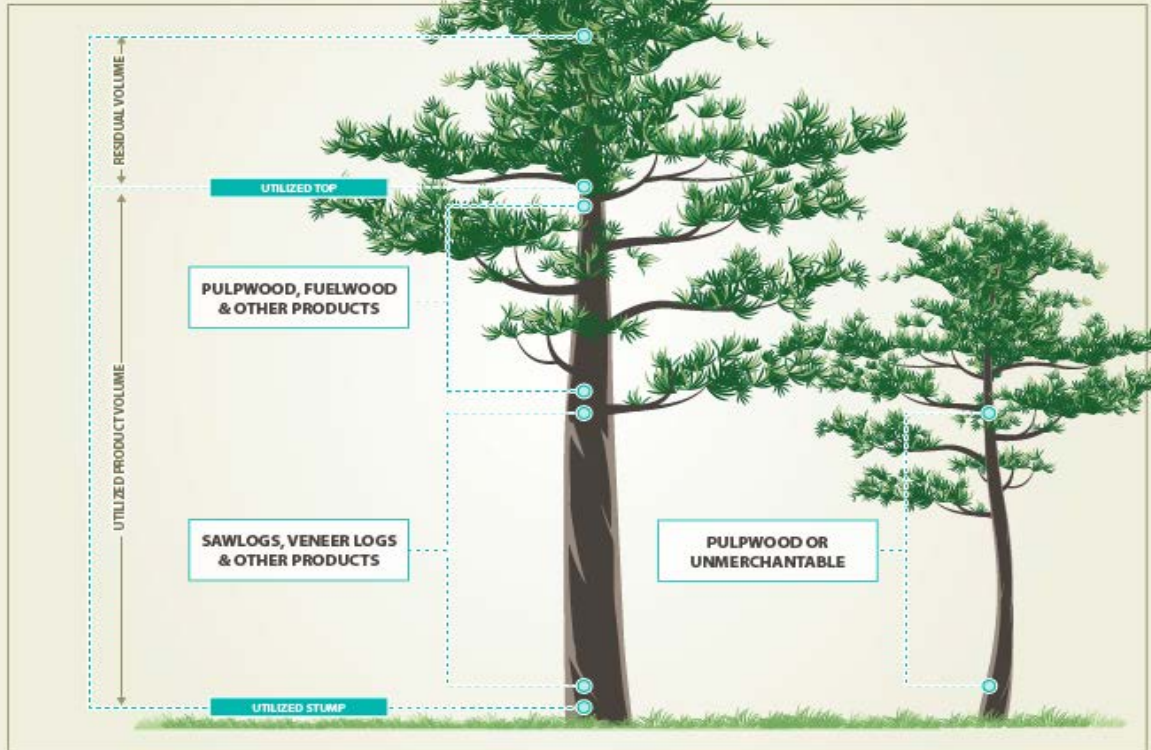 RESIDUAL VOLUME
UTILIZED TOP
PULPWOOD, FUELWOOD
& OTHER PRODUCTS
UTILIZED PRODUCT VOLUME
SAWLOGS, VENEER LOGS
& OTHER PRODUCTS
PULPWOOD OR
UNMERCHANTABLE
UTILIZED STUMP